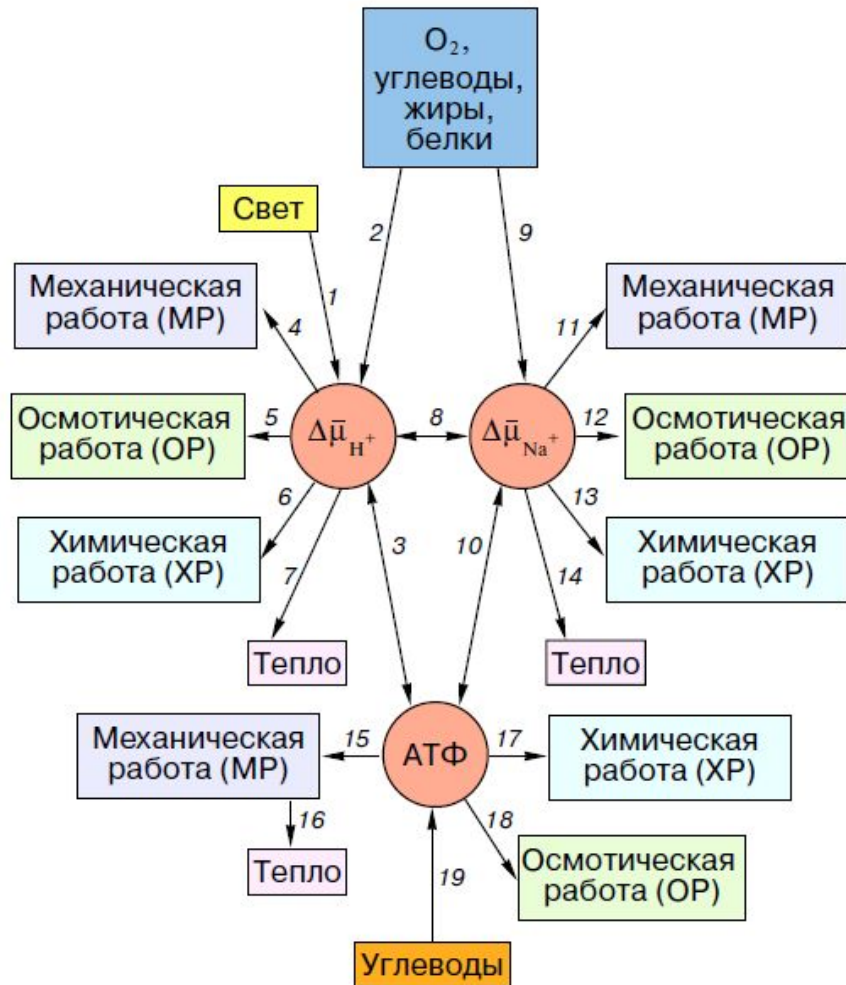 O₂,
углеводы,
жиры,
белки
Свет
2
9
1
Механическая
работа (МР)
4
11
Механическая
работа (МР)
Осмотическая
работа (ОР)
5
Δμ̄H⁺
8
Δμ̄Na⁺
12
Осмотическая
работа (ОР)
6
13
Химическая
работа (ХР)
7
3
10
14
Химическая
работа (ХР)
Тепло
Тепло
Механическая
работа (МР)
15
АТФ
17
Химическая
работа (ХР)
16
18
Тепло
19
Осмотическая
работа (ОР)
Углеводы